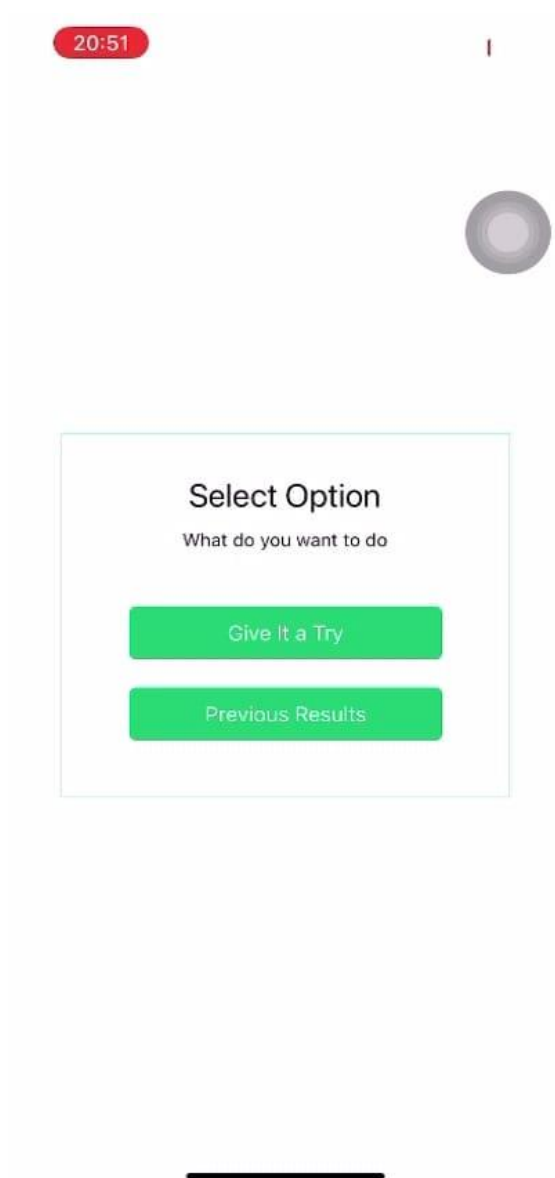 20:51
Select Option
What do you want to do
Give It a Try
Previous Results